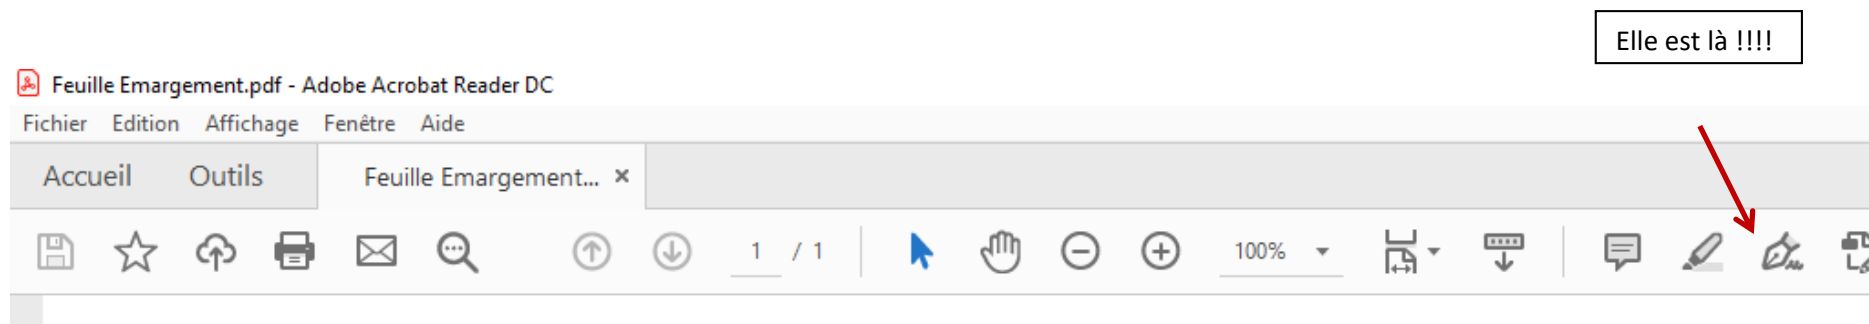 Elle est là !!!!
Feuille Emargement.pdf - Adobe Acrobat Reader DC
Fichier Edition Affichage Fenêtre Aide
Accueil Outils Feuille Emargement... ×
1 / 1 100%